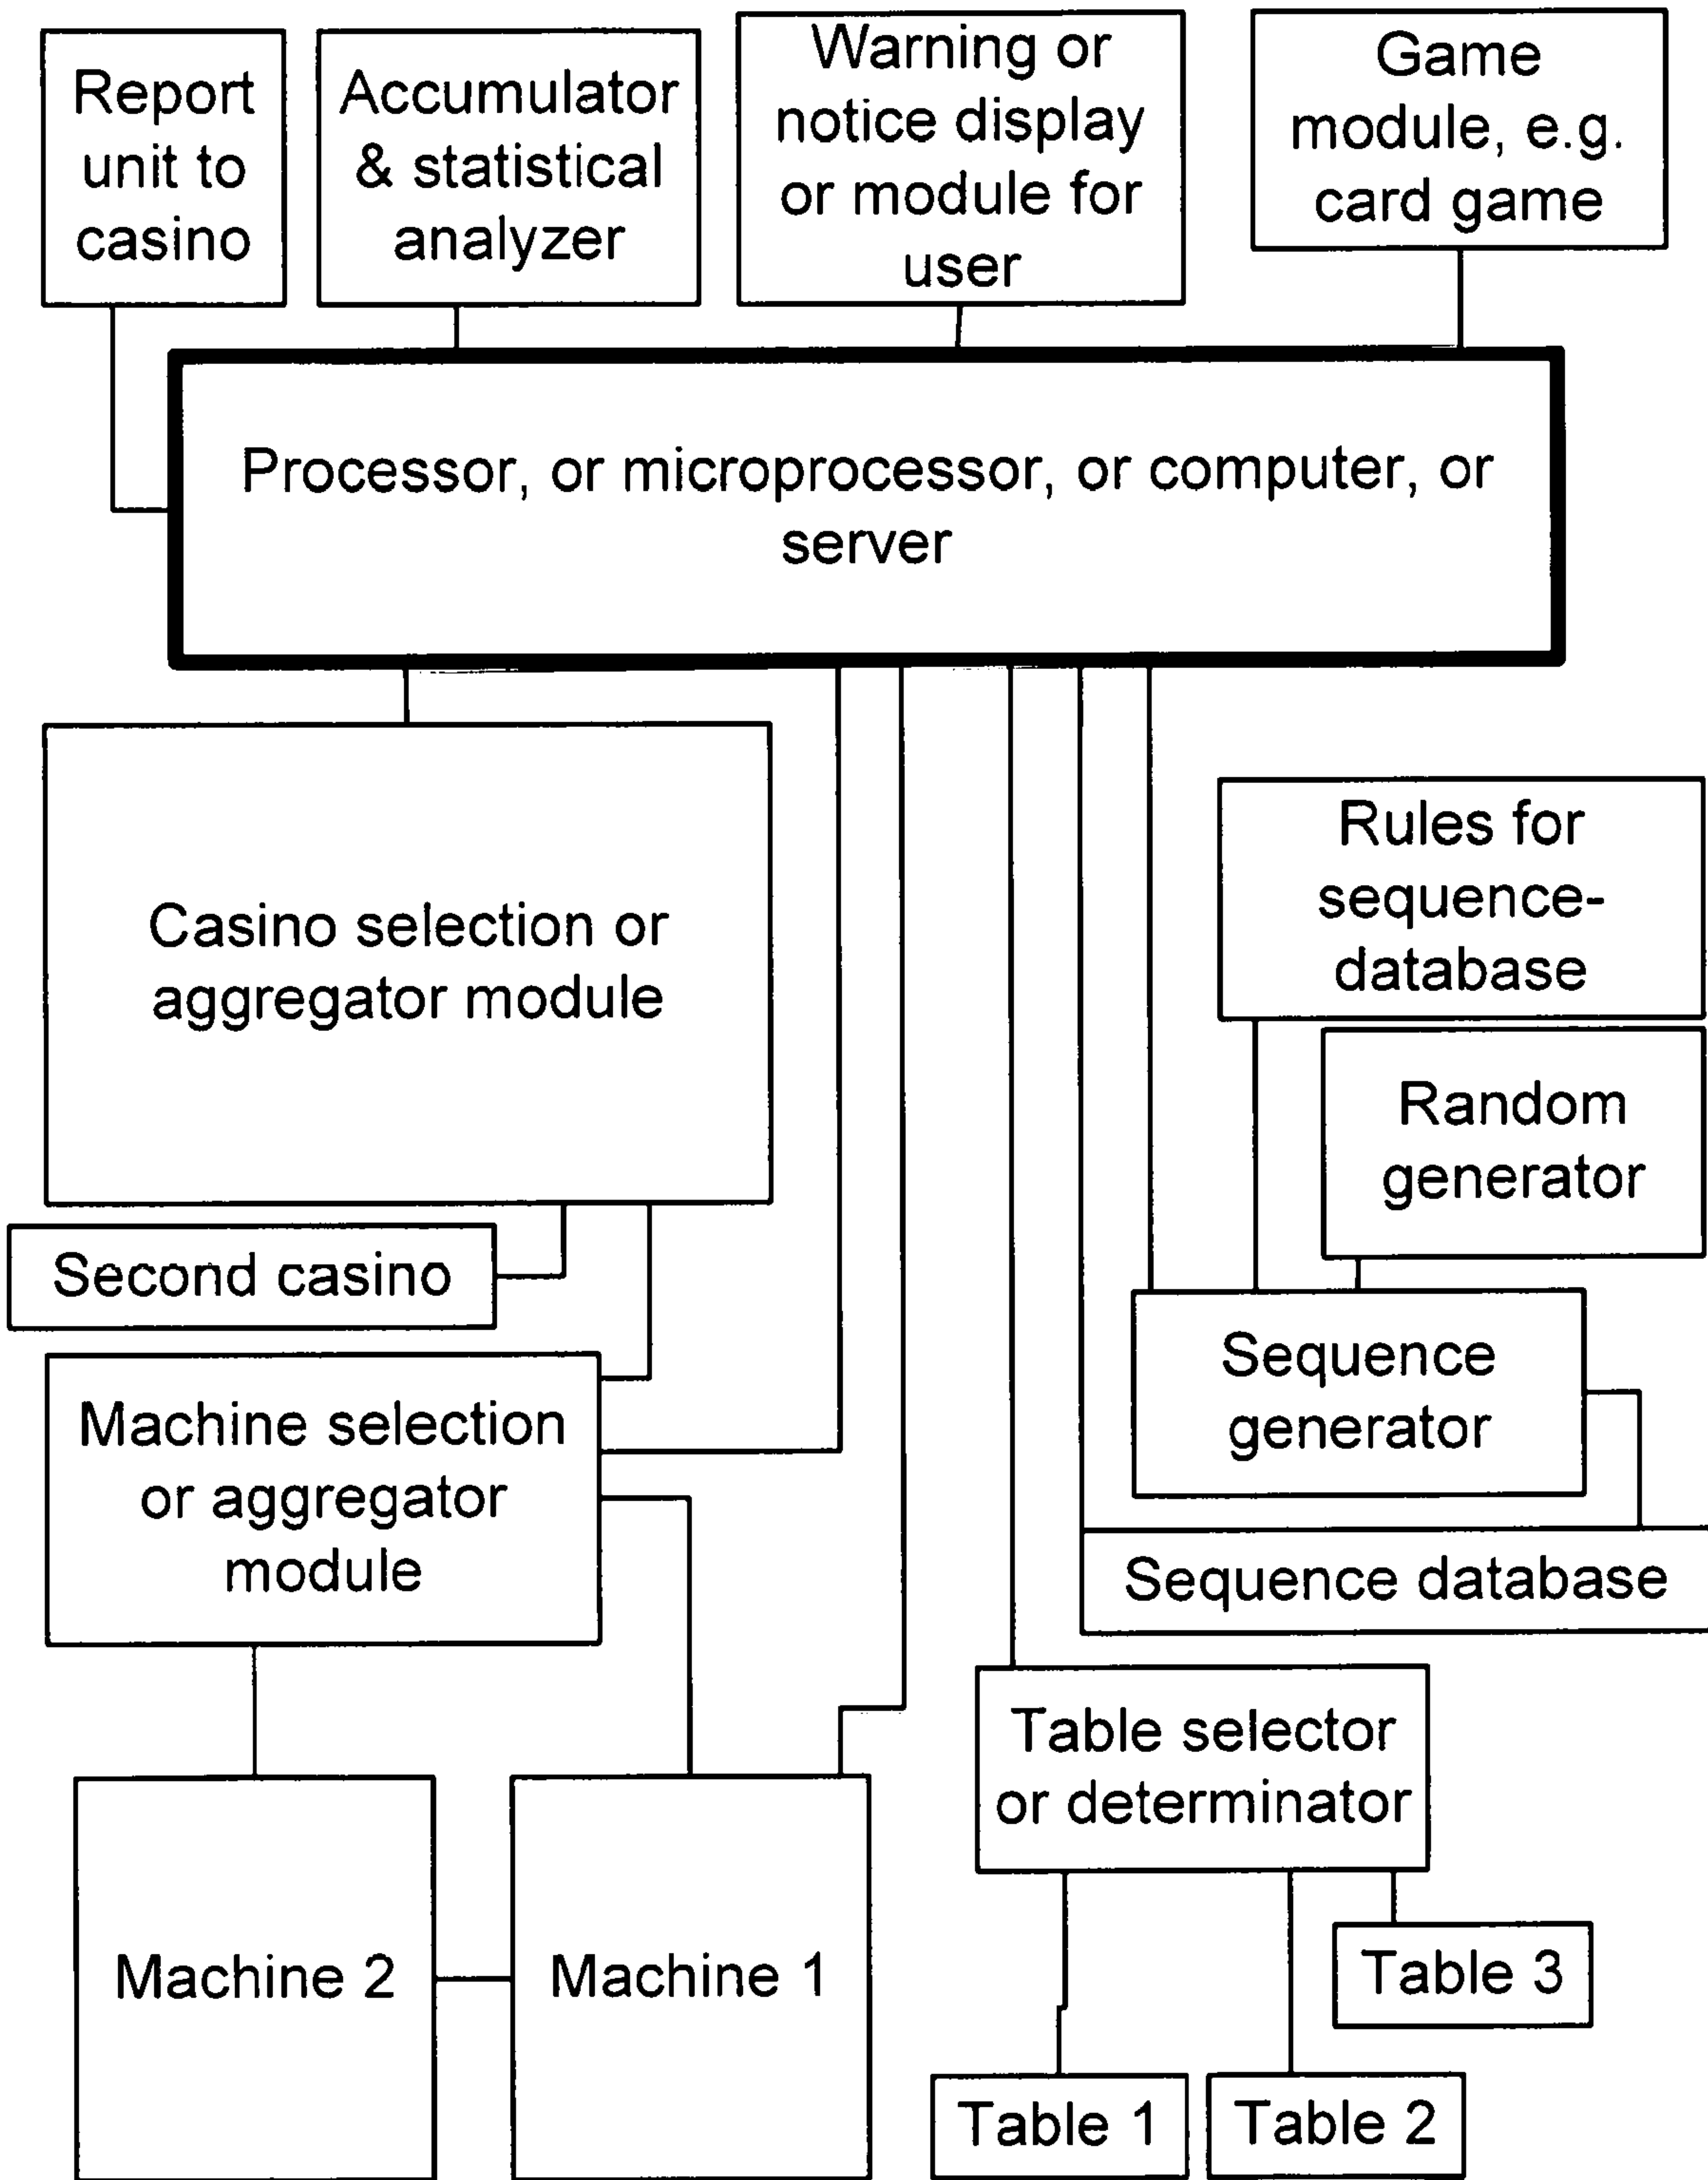 Report
unit to
casino
Accumulator
& statistical
analyzer
Warning or
notice display
or module for
user
Game
module, e.g.
card game
Processor, or microprocessor, or computer, or
server
Casino selection or
aggregator module
Rules for
sequence-
database
Random
generator
Second casino
Sequence
generator
Machine selection
or aggregator
module
Sequence database
Table selector
or determinator
Machine 2
Machine 1
Table 3
Table 1
Table 2